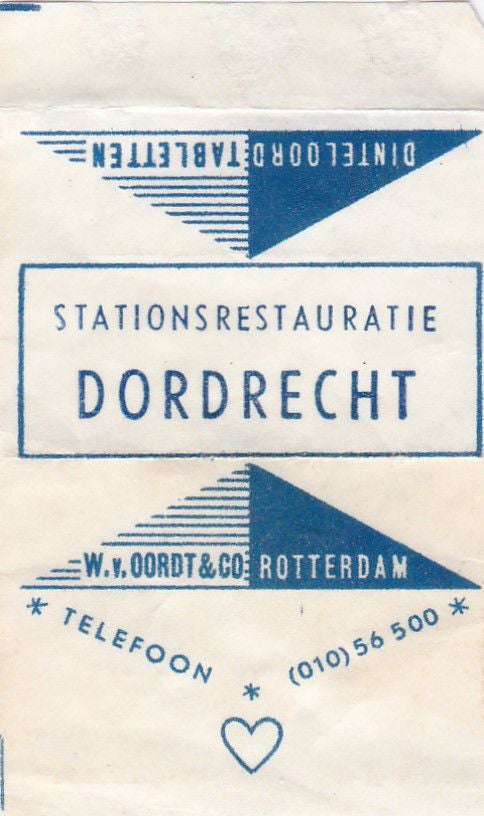 DINTELOORD TABLETTEN
STATIONSRESTAURATIE
DORDRECHT
W.v. OORDT & CO ROTTERDAM
* TELEFOON * (010) 56 500 *